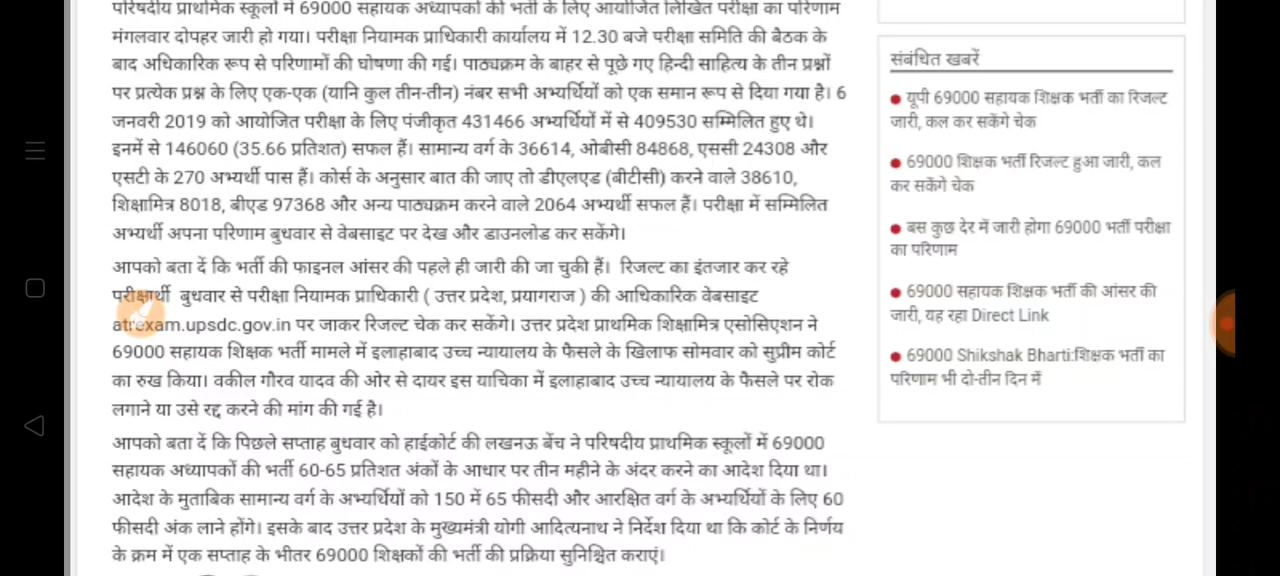 परिषदीय प्राथमिक स्कूलों में 69000 सहायक अध्यापकों की भर्ती के लिए आयोजित लिखित परीक्षा का परिणाम
मंगलवार दोपहर जारी हो गया। परीक्षा नियामक प्राधिकारी कार्यालय में 12.30 बजे परीक्षा समिति की बैठक के
बाद अधिकारिक रूप से परिणामों की घोषणा की गई। पाठ्यक्रम के बाहर से पूछे गए हिन्दी साहित्य के तीन प्रश्नों
पर प्रत्येक प्रश्न के लिए एक-एक (यानि कुल तीन-तीन) नंबर सभी अभ्यर्थियों को एक समान रूप से दिया गया है। 6
जनवरी 2019 को आयोजित परीक्षा के लिए पंजीकृत 431466 अभ्यर्थियों में से 409530 सम्मिलित हुए थे।
इनमें से 146060 (35.66 प्रतिशत) सफल हैं। सामान्य वर्ग के 36614, ओबीसी 84868, एससी 24308 और
एसटी के 270 अभ्यर्थी पास हैं। कोर्स के अनुसार बात की जाए तो डीएलएड (बीटीसी) करने वाले 38610,
शिक्षामित्र 8018, बीएड 97368 और अन्य पाठ्यक्रम करने वाले 2064 अभ्यर्थी सफल हैं। परीक्षा में सम्मिलित
अभ्यर्थी अपना परिणाम बुधवार से वेबसाइट पर देख और डाउनलोड कर सकेंगे।
आपको बता दें कि भर्ती की फाइनल आंसर की पहले ही जारी की जा चुकी हैं। रिजल्ट का इंतजार कर रहे
परीक्षार्थी बुधवार से परीक्षा नियामक प्राधिकारी ( उत्तर प्रदेश, प्रयागराज ) की आधिकारिक वेबसाइट
atrexam.upsdc.gov.in पर जाकर रिजल्ट चेक कर सकेंगे। उत्तर प्रदेश प्राथमिक शिक्षामित्र एसोसिएशन ने
69000 सहायक शिक्षक भर्ती मामले में इलाहाबाद उच्च न्यायालय के फैसले के खिलाफ सोमवार को सुप्रीम कोर्ट
का रुख किया। वकील गौरव यादव की ओर से दायर इस याचिका में इलाहाबाद उच्च न्यायालय के फैसले पर रोक
लगाने या उसे रद्द करने की मांग की गई है।
आपको बता दें कि पिछले सप्ताह बुधवार को हाईकोर्ट की लखनऊ बेंच ने परिषदीय प्राथमिक स्कूलों में 69000
सहायक अध्यापकों की भर्ती 60-65 प्रतिशत अंकों के आधार पर तीन महीने के अंदर करने का आदेश दिया था।
आदेश के मुताबिक सामान्य वर्ग के अभ्यर्थियों को 150 में 65 फीसदी और आरक्षित वर्ग के अभ्यर्थियों के लिए 60
फीसदी अंक लाने होंगे। इसके बाद उत्तर प्रदेश के मुख्यमंत्री योगी आदित्यनाथ ने निर्देश दिया था कि कोर्ट के निर्णय
के क्रम में एक सप्ताह के भीतर 69000 शिक्षकों की भर्ती की प्रक्रिया सुनिश्चित कराएं।
संबंधित खबरें
यूपी 69000 सहायक शिक्षक भर्ती का रिजल्ट
जारी, कल कर सकेंगे चेक
69000 शिक्षक भर्ती रिजल्ट हुआ जारी, कल
कर सकेंगे चेक
बस कुछ देर में जारी होगा 69000 भर्ती परीक्षा
का परिणाम
69000 सहायक शिक्षक भर्ती की आंसर की
जारी, यह रहा Direct Link
69000 Shikshak Bharti:शिक्षक भर्ती का
परिणाम भी दो-तीन दिन में